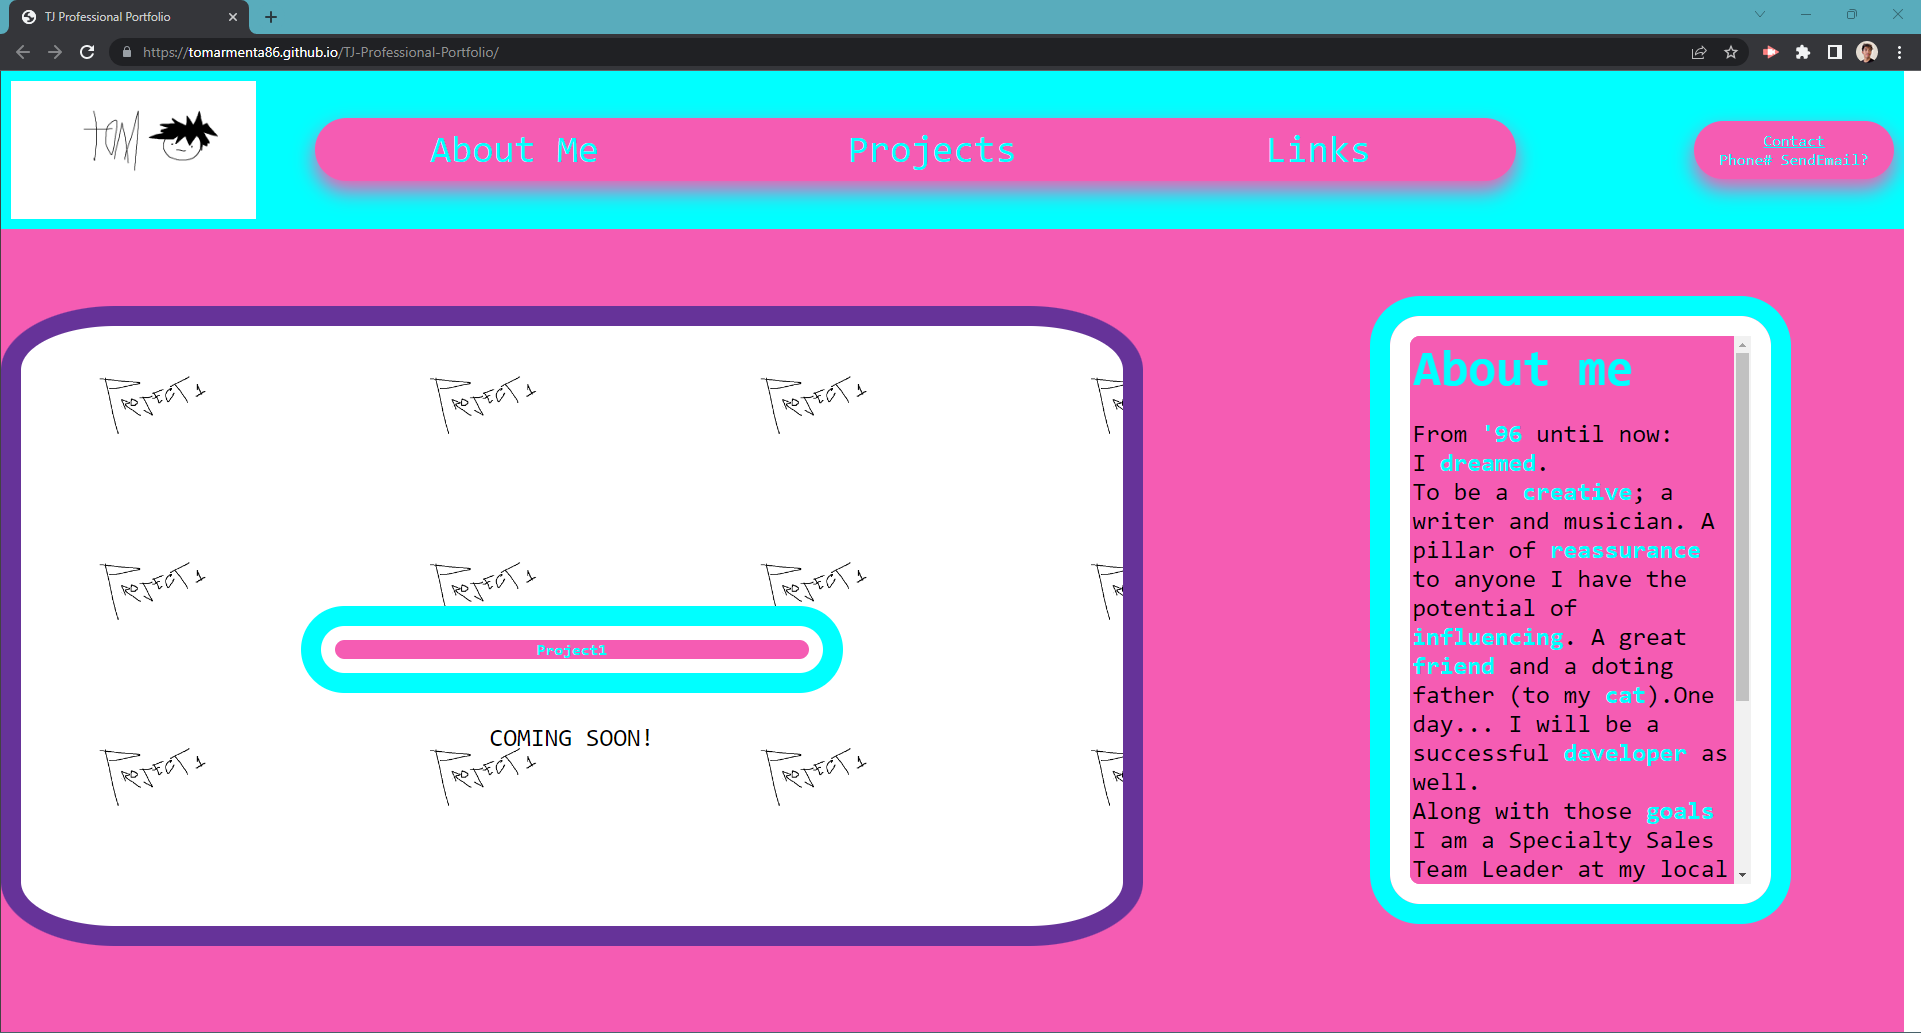 TJ Professional Portfolio
https://tomarmenta86.github.io/TJ-Professional-Portfolio/
TOM
About Me
Projects
Links
Contact
Phone# SendEmail?
PROJECT 1
PROJECT 1
PROJECT 1
PRO
PROJECT 1
PROJECT 1
PROJECT 1
PRO
Project1
COMING SOON!
PROJECT 1
PROJECT 1
PROJECT 1
PRO
About me
From '96 until now:
I dreamed.
To be a creative; a
writer and musician. A
pillar of reassurance
to anyone I have the
potential of
influencing. A great
friend and a doting
father (to my cat).One
day... I will be a
successful developer as
well.
Along with those goals
I am a Specialty Sales
Team Leader at my local